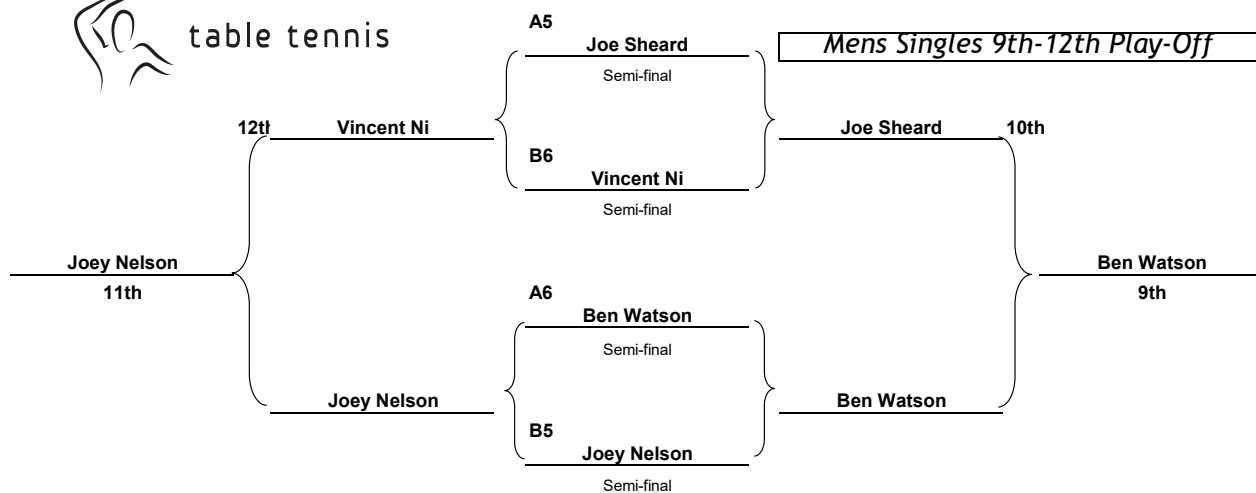 table tennis
A5
Joe Sheard
Mens Singles 9th-12th Play-Off
Semi-final
12th
Vincent Ni
Joe Sheard
10th
B6
Vincent Ni
Semi-final
Joey Nelson
Ben Watson
11th
9th
A6
Ben Watson
Semi-final
Joey Nelson
Ben Watson
B5
Joey Nelson
Semi-final